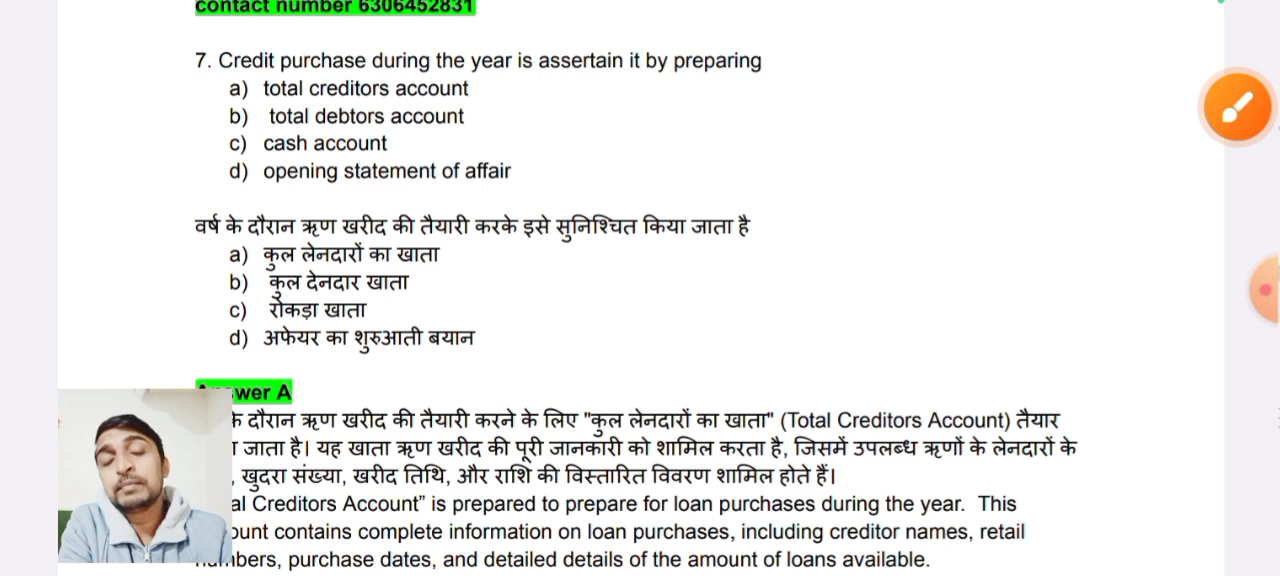 contact number 6306452831
7. Credit purchase during the year is assertain it by preparing
a) total creditors account
b) total debtors account
c) cash account
d) opening statement of affair
वर्ष के दौरान ऋण खरीद की तैयारी करके इसे सुनिश्चित किया जाता है
a) कुल लेनदारों का खाता
b) कुल देनदार खाता
c) रोकड़ा खाता
d) अफेयर का शुरुआती बयान
Answer A
के दौरान ऋण खरीद की तैयारी करने के लिए "कुल लेनदारों का खाता" (Total Creditors Account) तैयार
जाता है। यह खाता ऋण खरीद की पूरी जानकारी को शामिल करता है, जिसमें उपलब्ध ऋणों के लेनदारों के
, खुदरा संख्या, खरीद तिथि, और राशि की विस्तारित विवरण शामिल होते हैं।
al Creditors Account” is prepared to prepare for loan purchases during the year. This
ount contains complete information on loan purchases, including creditor names, retail
mbers, purchase dates, and detailed details of the amount of loans available.